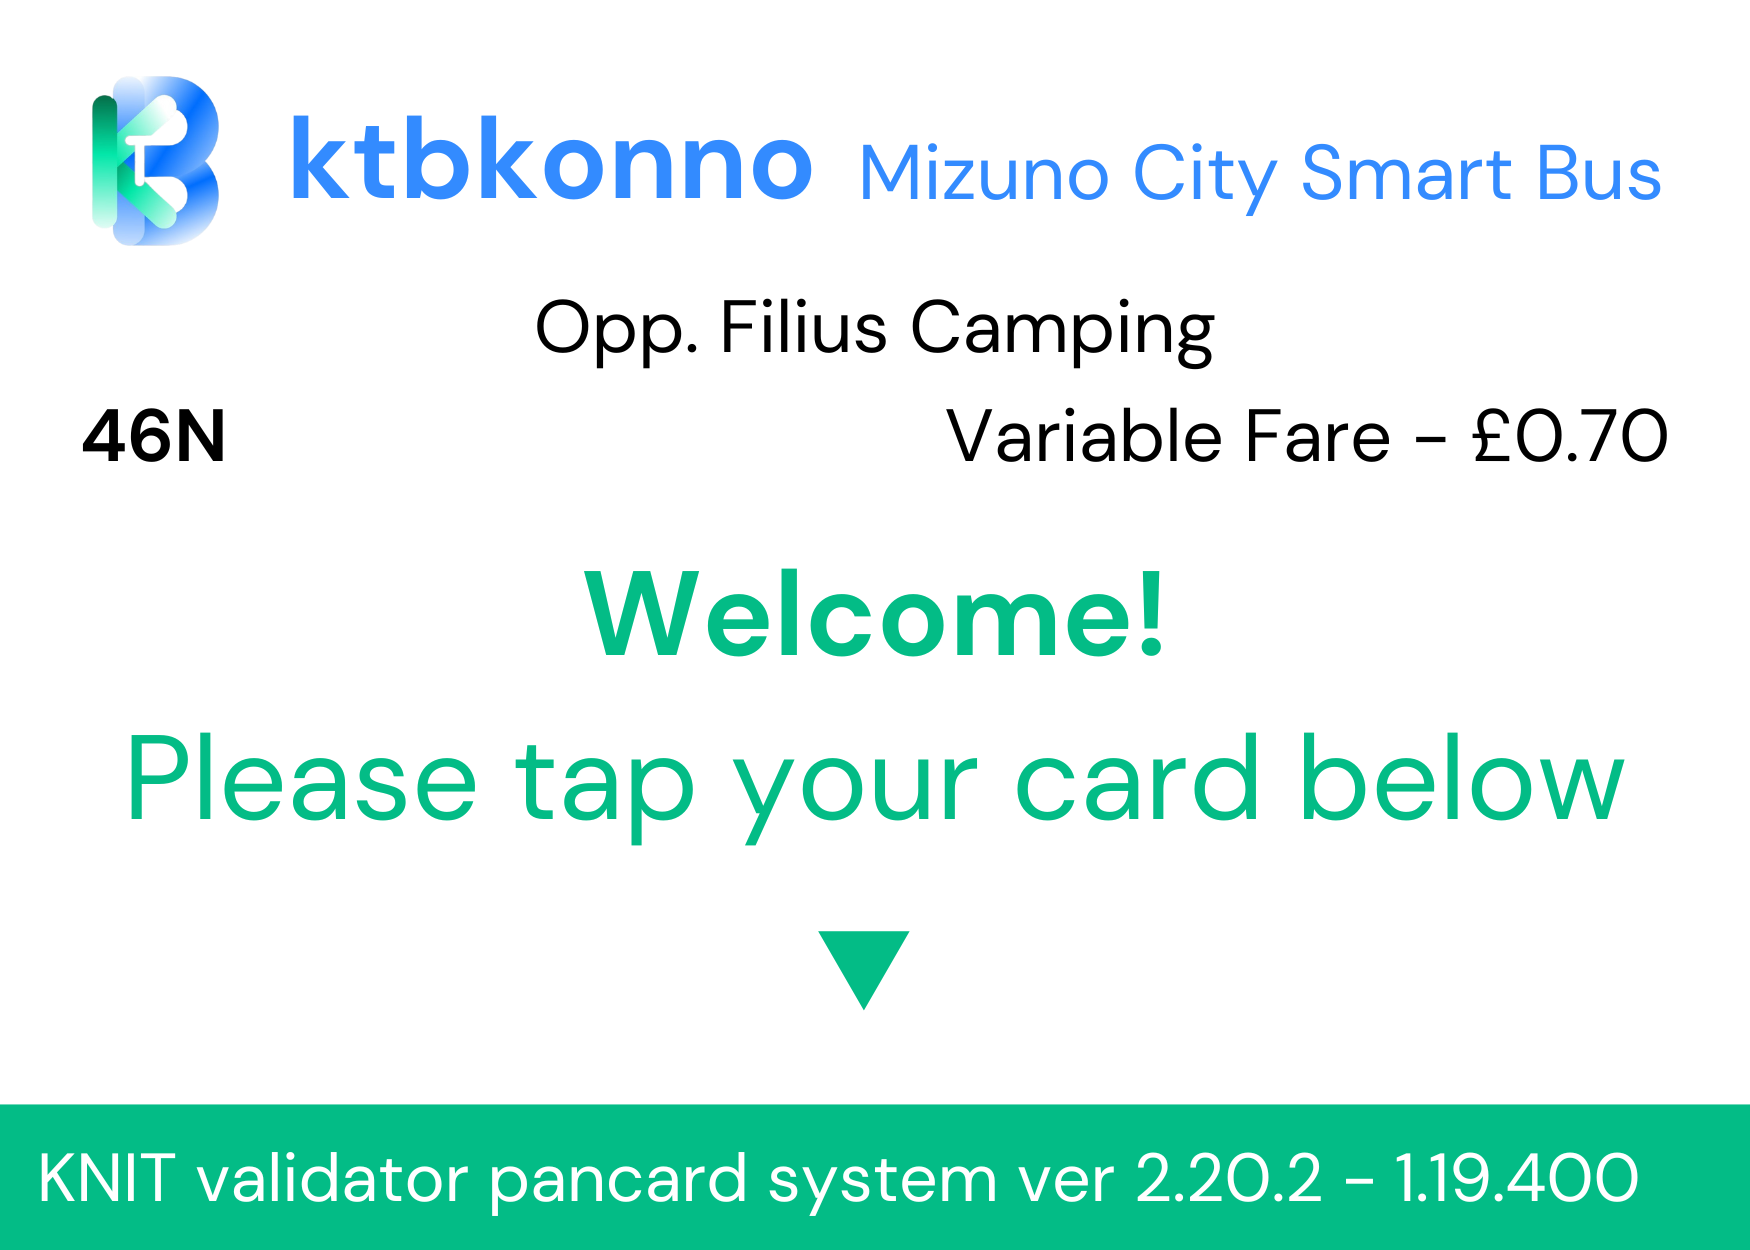 ktbkonno Mizuno City Smart Bus
Opp. Filius Camping
46N Variable Fare - £0.70
Welcome!
Please tap your card below
KNIT validator pancard system ver 2.20.2 - 1.19.400